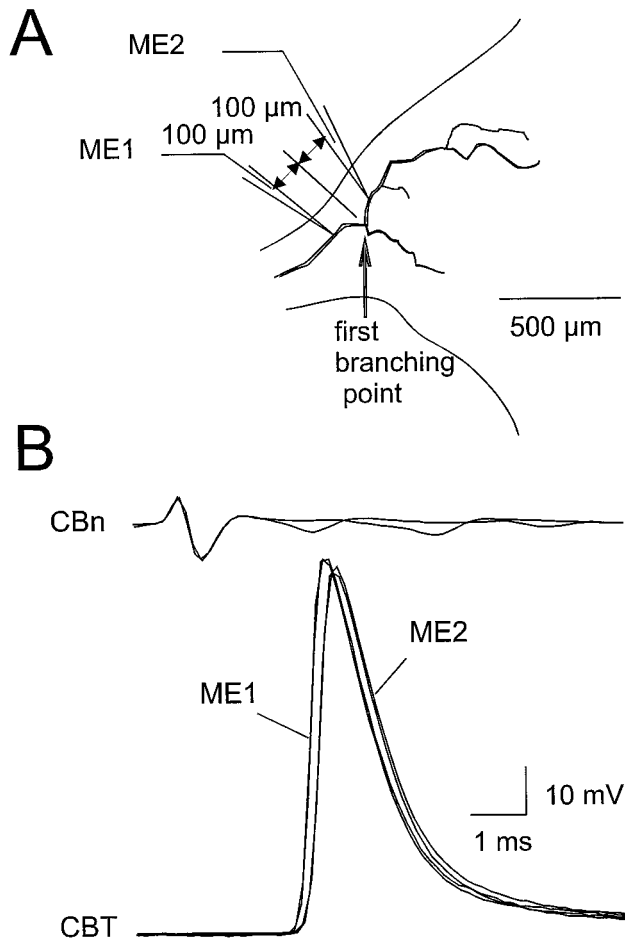 A
ME2
100 µm
100 µm
ME1
500 µm
first
branching
point
B
CBn
ME2
ME1
10 mV
1 ms
CBT